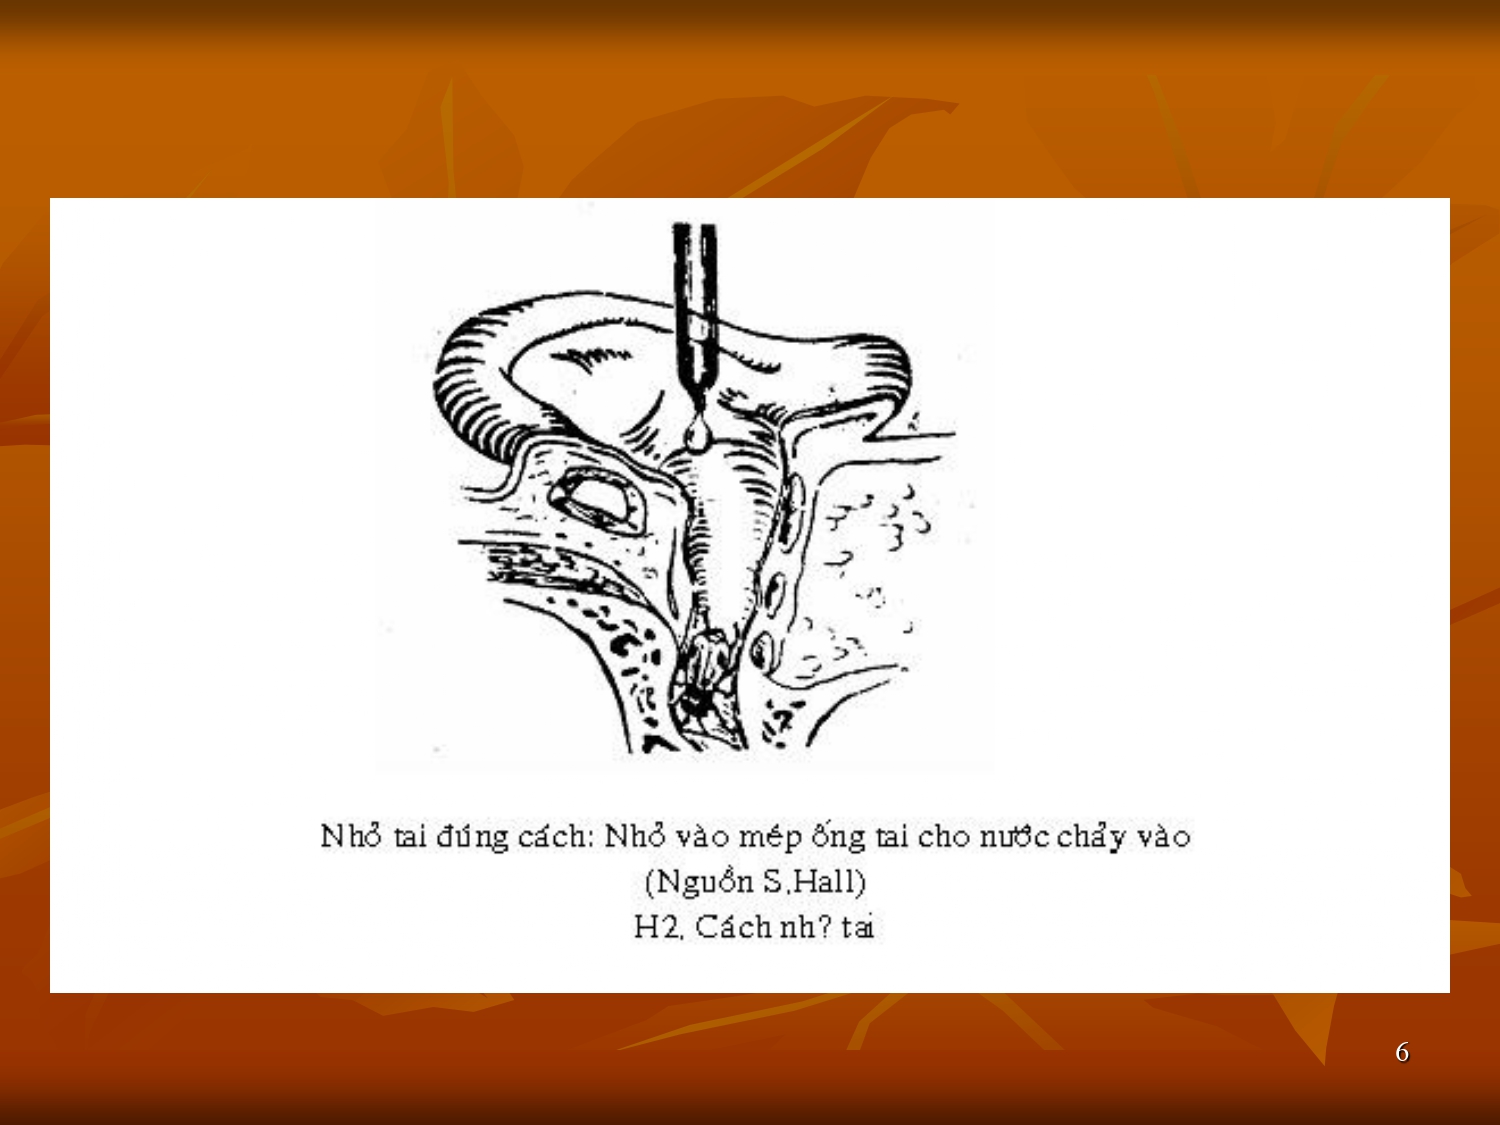 Nhỏ tai đúng cách: Nhỏ vào mép ống tai cho nước chảy vào
(Nguồn S.Hall)
H2. Cách nh? tai
6